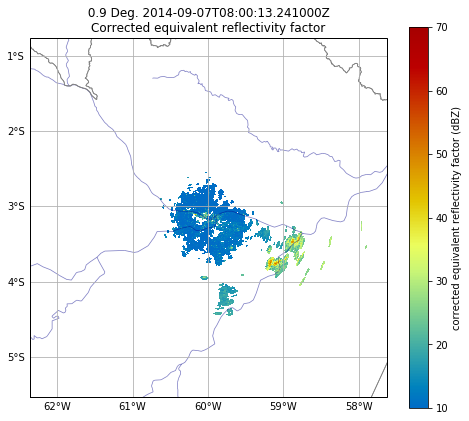 0.9 Deg. 2014-09-07T08:00:13.241000Z
Corrected equivalent reflectivity factor
1°S
2°S
3°S
4°S
5°S
62°W
61°W
60°W
59°W
58°W
70
60
50
40
30
20
10
corrected equivalent reflectivity factor (dBZ)